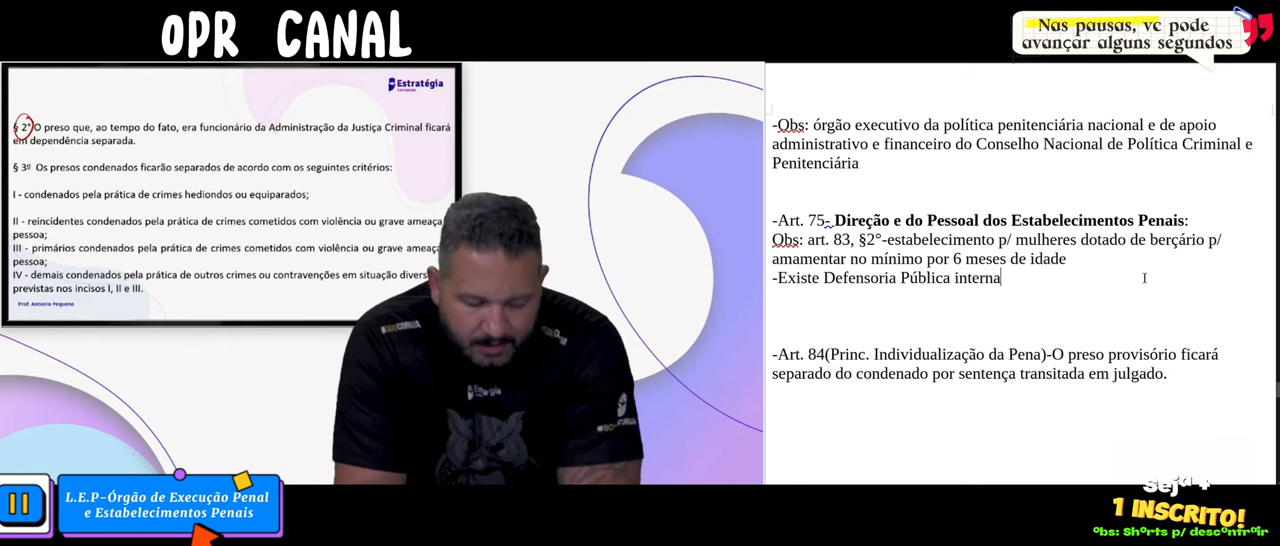 OPR CANAL
Nas pausas, vc pode
avançar alguns segundos
Estratégia
Concursos
§ 2° O preso que, ao tempo do fato, era funcionário da Administração da Justiça Criminal ficará
em dependência separada.
§ 3º Os presos condenados ficarão separados de acordo com os seguintes critérios:
I - condenados pela prática de crimes hediondos ou equiparados;
II - reincidentes condenados pela prática de crimes cometidos com violência ou grave ameaça
pessoa;
III - primários condenados pela prática de crimes cometidos com violência ou grave ameaça
pessoa;
IV - demais condenados pela prática de outros crimes ou contravenções em situação divers
previstas nos incisos I, II e III.
Prof. Antonio Pequeno
-Obs: órgão executivo da política penitenciária nacional e de apoio
administrativo e financeiro do Conselho Nacional de Política Criminal e
Penitenciária
-Art. 75- Direção e do Pessoal dos Estabelecimentos Penais:
Obs: art. 83, §2°-estabelecimento p/ mulheres dotado de berçário p/
amamentar no mínimo por 6 meses de idade
-Existe Defensoria Pública interna
-Art. 84(Princ. Individualização da Pena)-O preso provisório ficará
separado do condenado por sentença transitada em julgado.
L.E.P-Órgão de Execução Penal
e Estabelecimentos Penais
Seja +
1 INSCRITO!
Obs: Shorts p/ descontrair